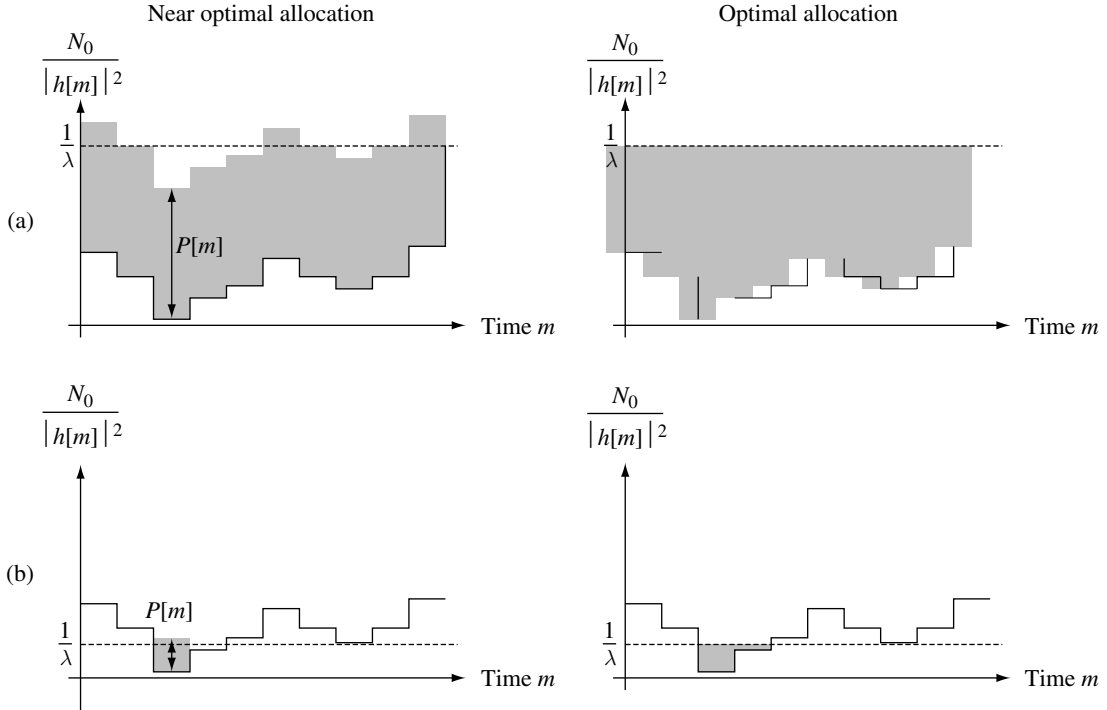 Near optimal allocation
Optimal allocation
N₀
|h[m]|²
N₀
|h[m]|²
1
λ
1
λ
(a)
P[m]
Time m
Time m
N₀
|h[m]|²
N₀
|h[m]|²
(b)
P[m]
1
λ
1
λ
Time m
Time m